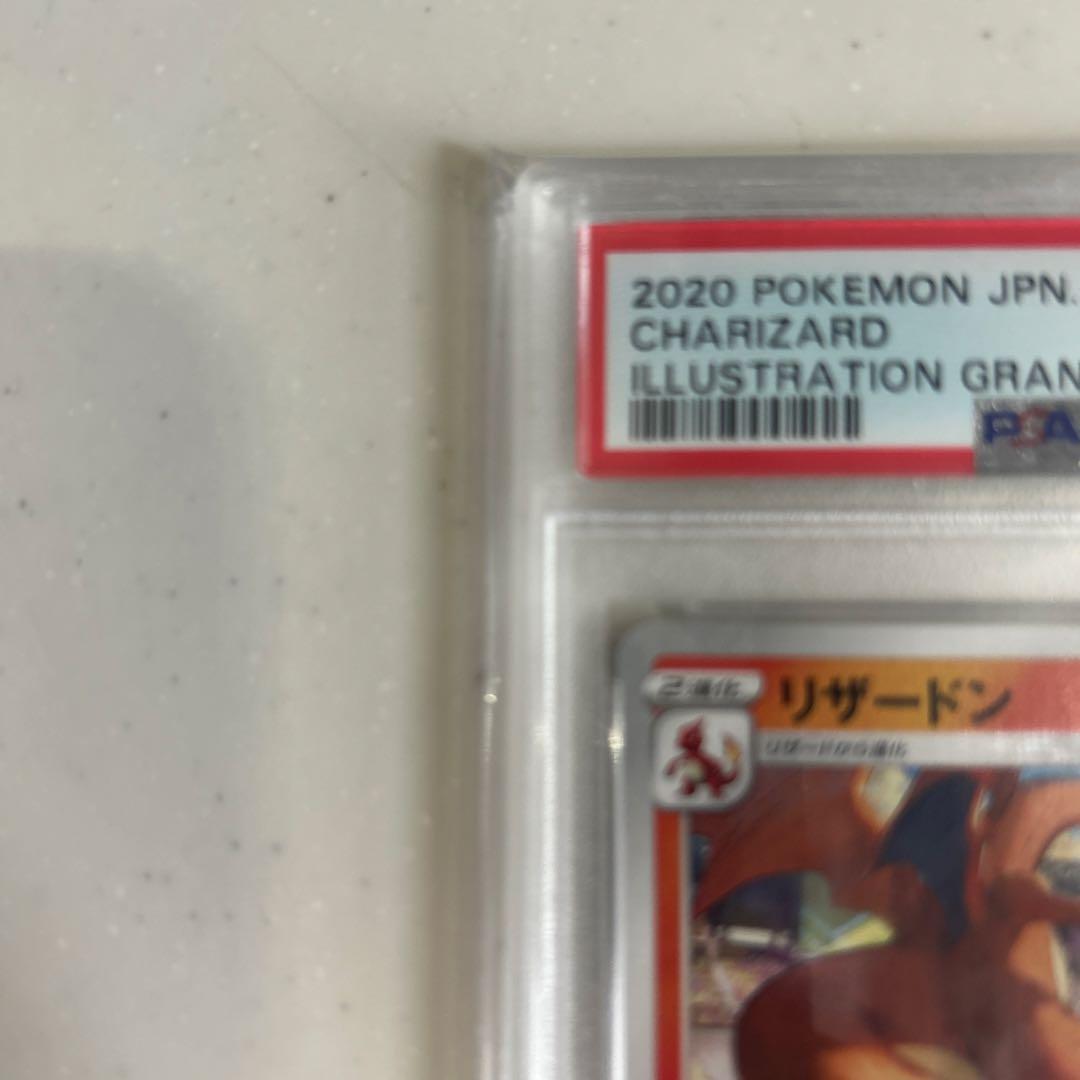 2020 POKEMON JPN.
CHARIZARD
ILLUSTRATION GRAN
PSA
2進化 リザードン
リザードから進化